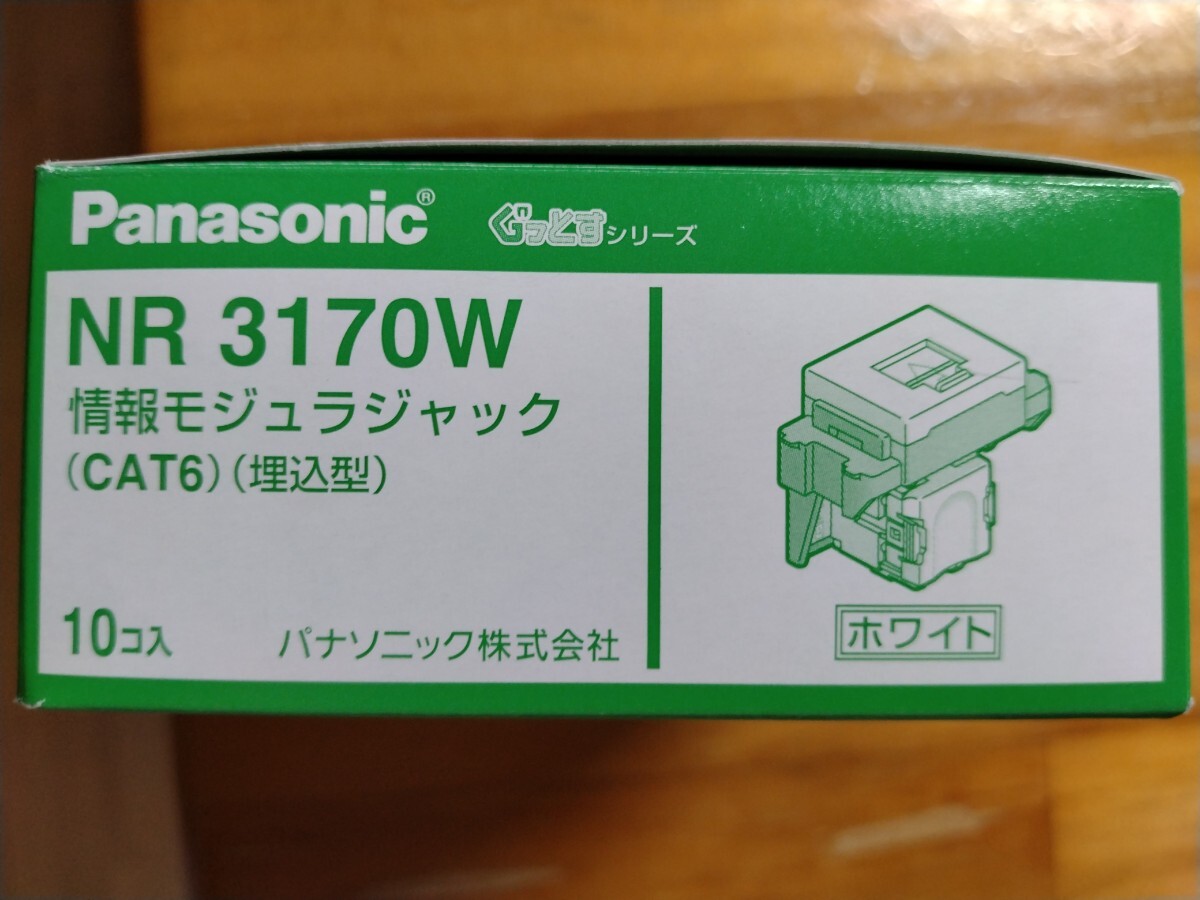 Panasonic®
ぐっとすシリーズ
NR 3170W
情報モジュラジャック
(CAT6)(埋込型)
10コ入
パナソニック株式会社
ホワイト